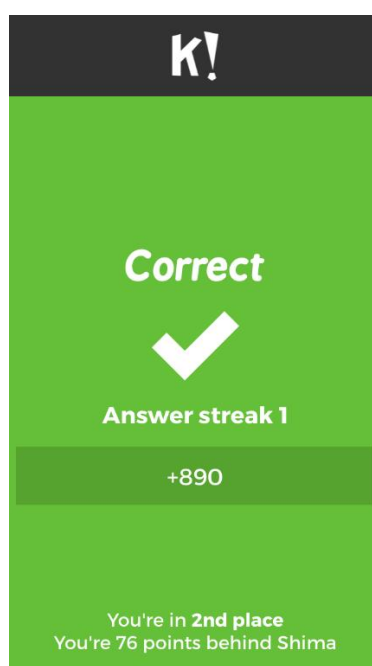 K!
Correct
Answer streak 1
+890
You're in 2nd place
You're 76 points behind Shima